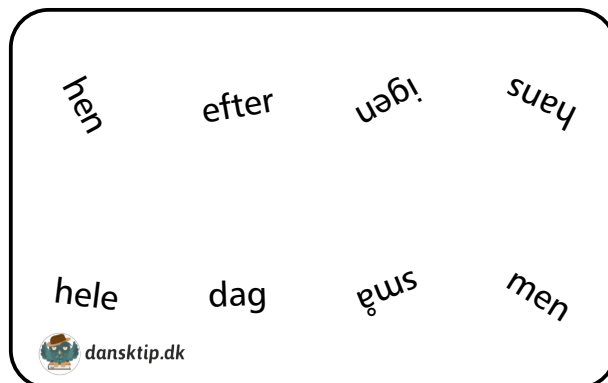 hen efter igen hans
hele dag små men
dansktip.dk